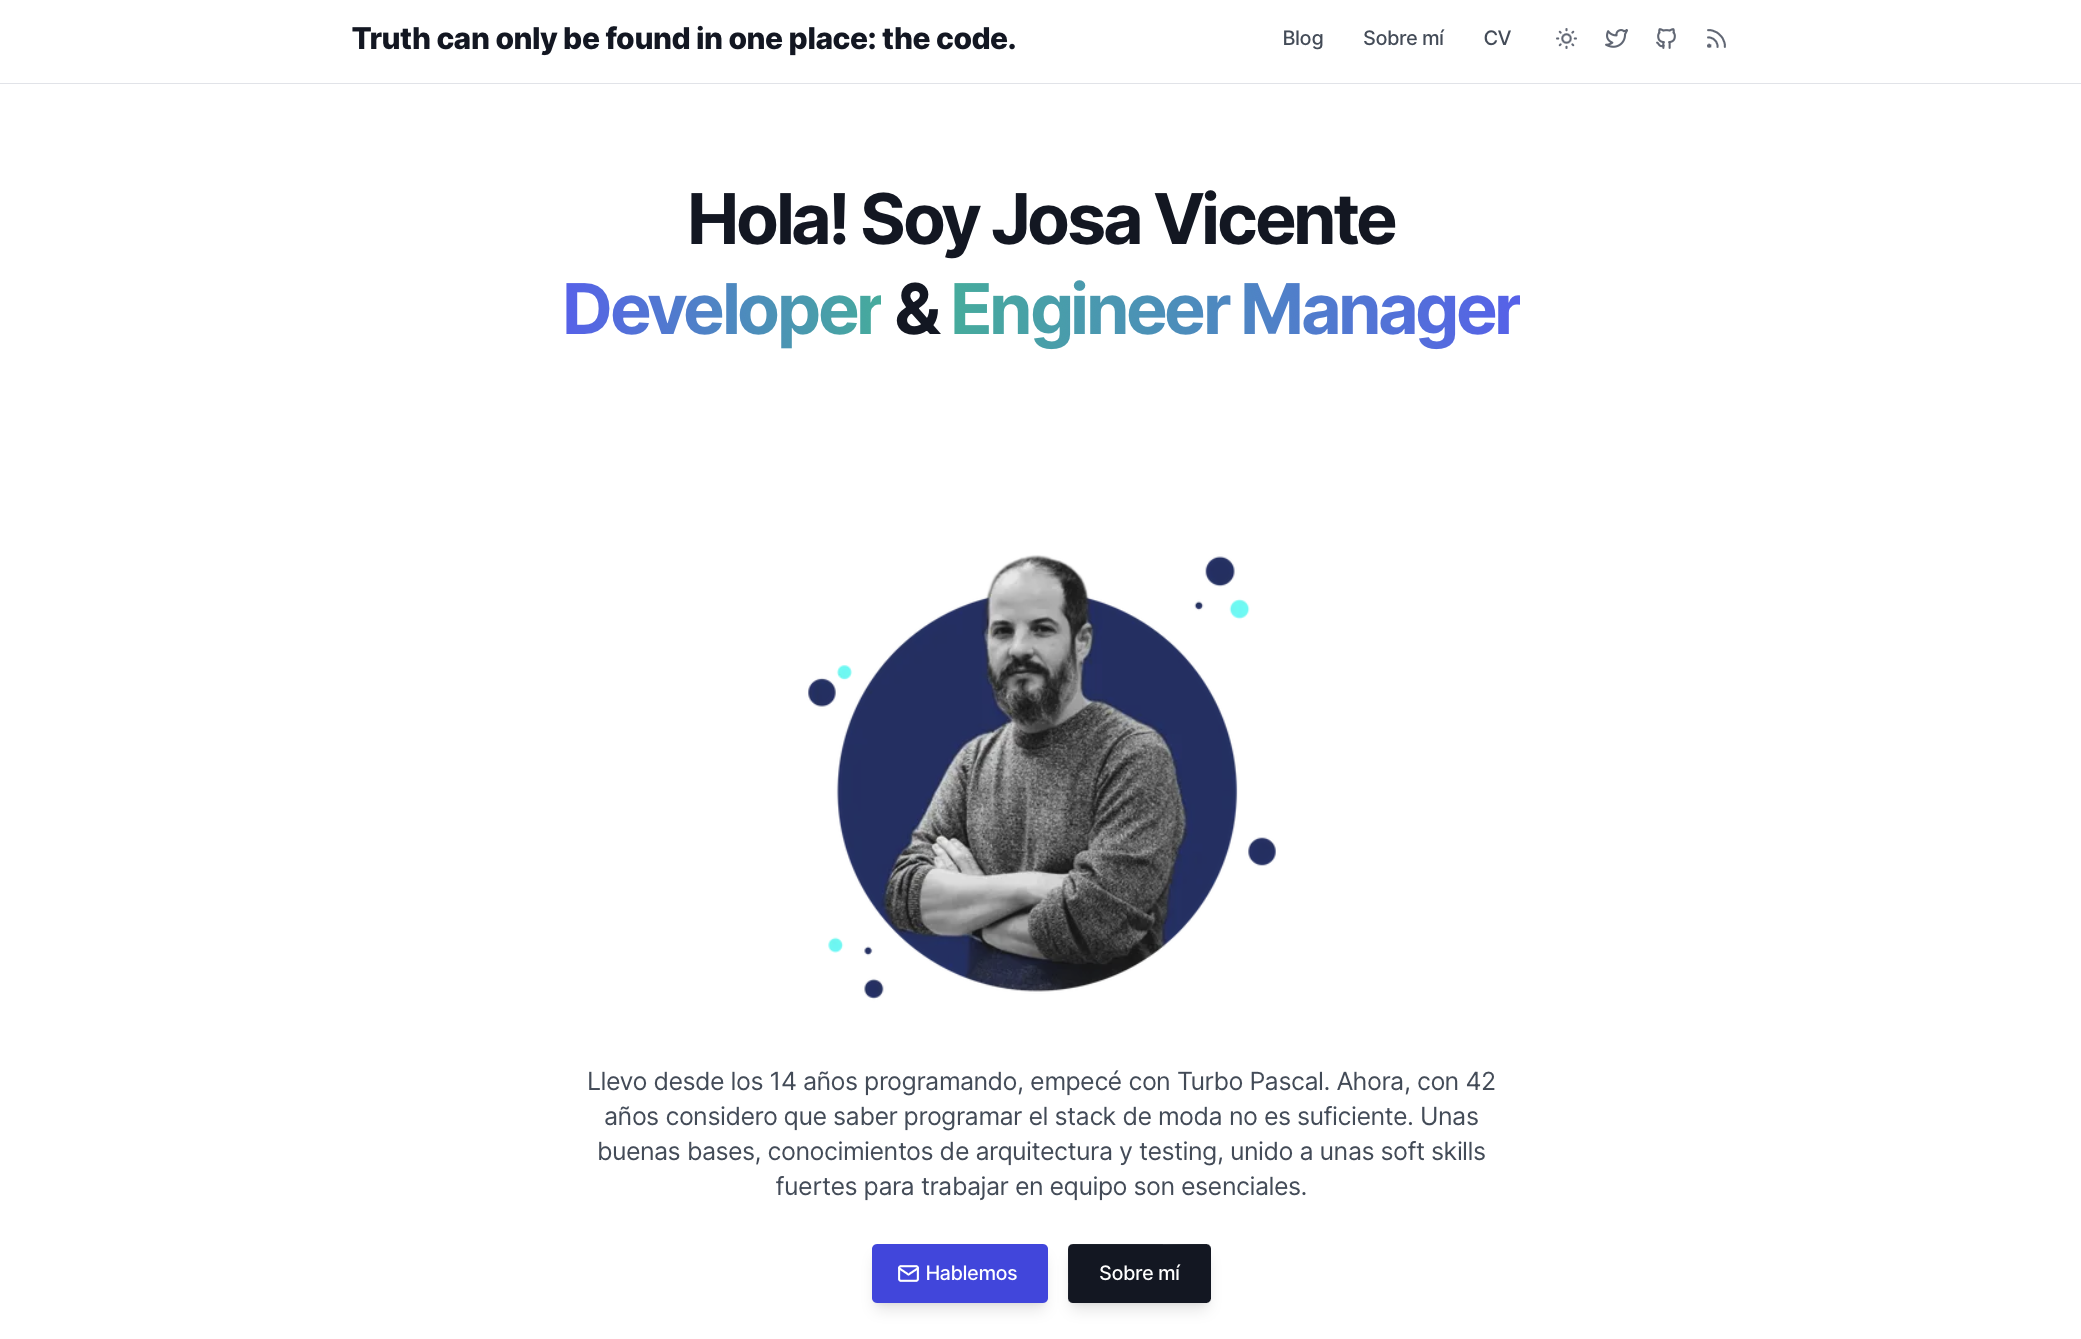 Truth can only be found in one place: the code.
Blog
Sobre mí
CV
Hola! Soy Josa Vicente
Developer & Engineer Manager
Llevo desde los 14 años programando, empecé con Turbo Pascal. Ahora, con 42
años considero que saber programar el stack de moda no es suficiente. Unas
buenas bases, conocimientos de arquitectura y testing, unido a unas soft skills
fuertes para trabajar en equipo son esenciales.
Hablemos
Sobre mí